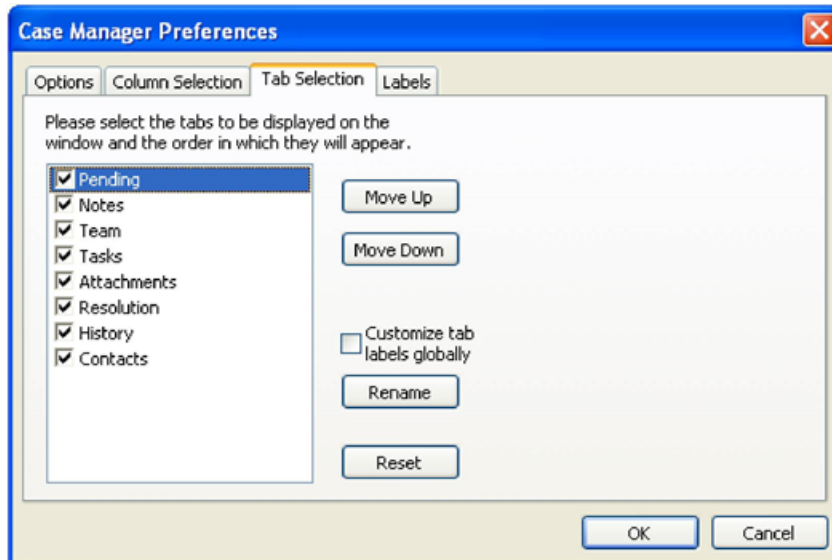 Case Manager Preferences
Options Column Selection Tab Selection Labels
Please select the tabs to be displayed on the
window and the order in which they will appear.
Pending
Notes
Team
Tasks
Attachments
Resolution
History
Contacts
Move Up
Move Down
Customize tab
labels globally
Rename
Reset
OK Cancel